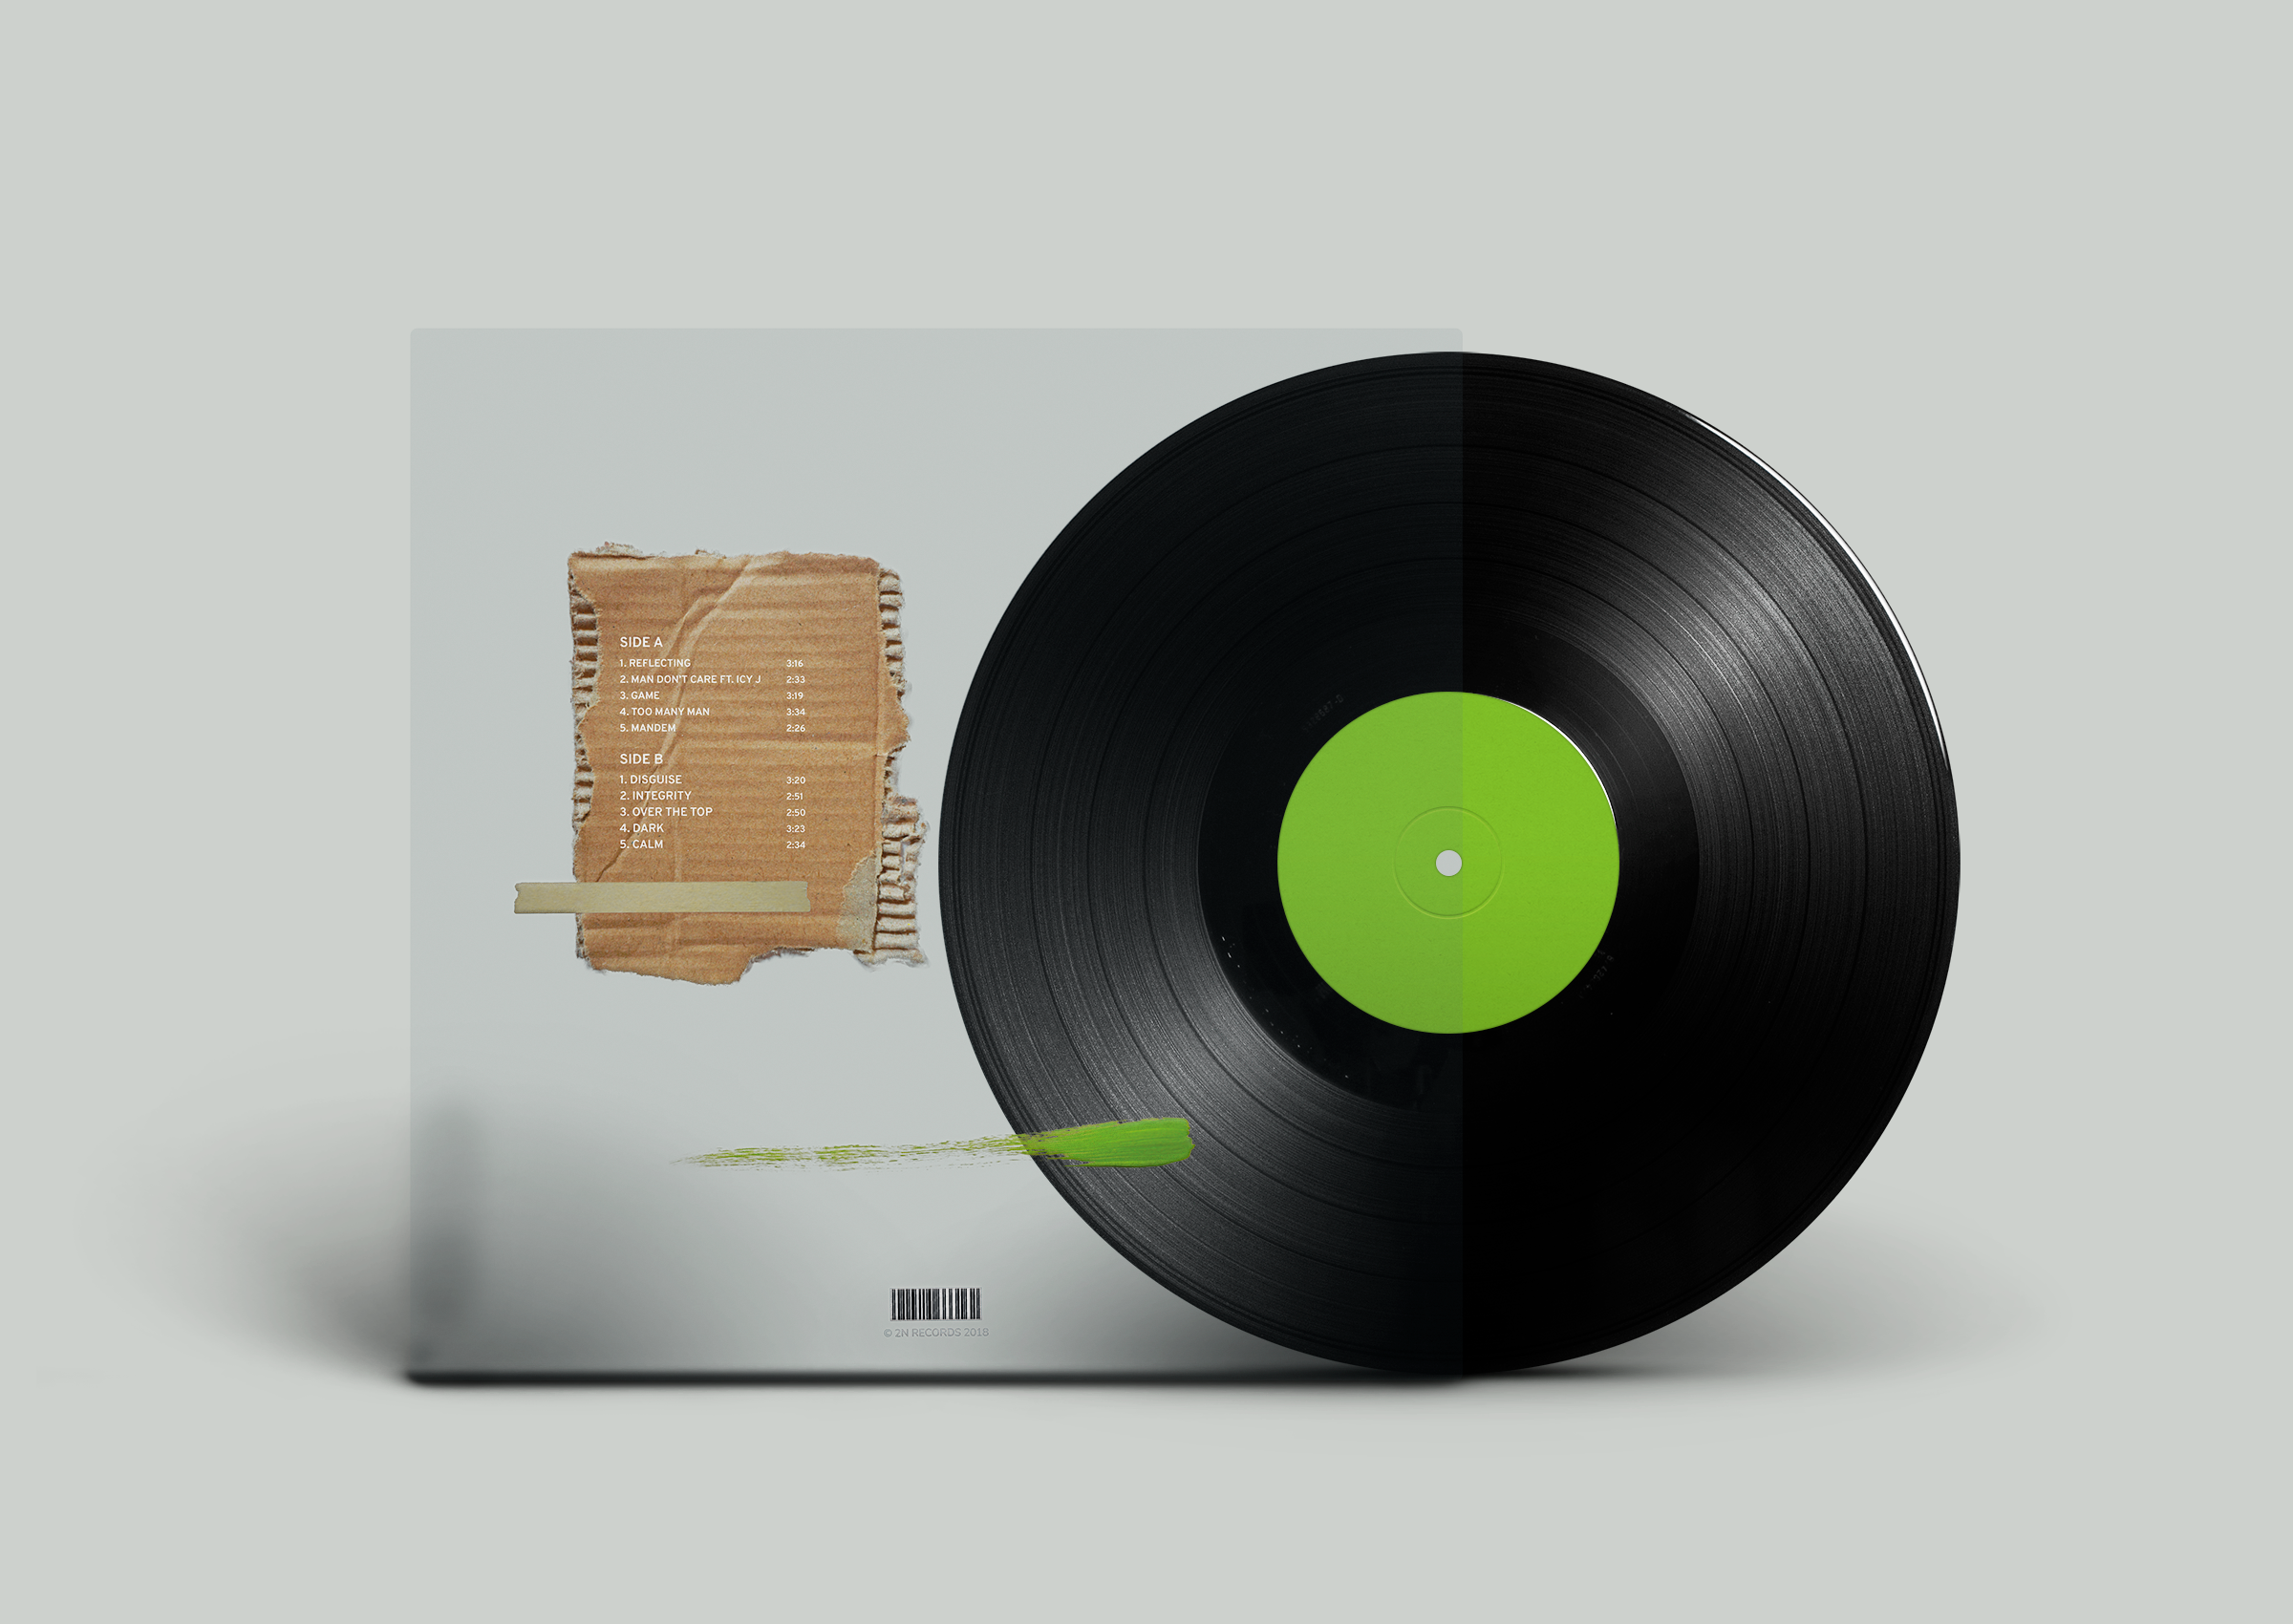 SIDE A
1. REFLECTING 3:16
2. MAN DON'T CARE FT. ICY J 2:33
3. GAME 3:19
4. TOO MANY MAN 3:34
5. MANDEM 2:26
SIDE B
1. DISGUISE 3:20
2. INTEGRITY 2:51
3. OVER THE TOP 2:50
4. DARK 3:23
5. CALM 2:34
© 2N RECORDS 2018